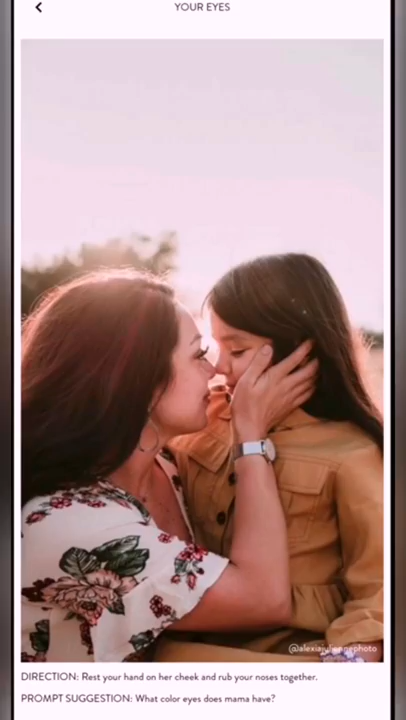 YOUR EYES
@alexiajuliennephoto
DIRECTION: Rest your hand on her cheek and rub your noses together.
PROMPT SUGGESTION: What color eyes does mama have?